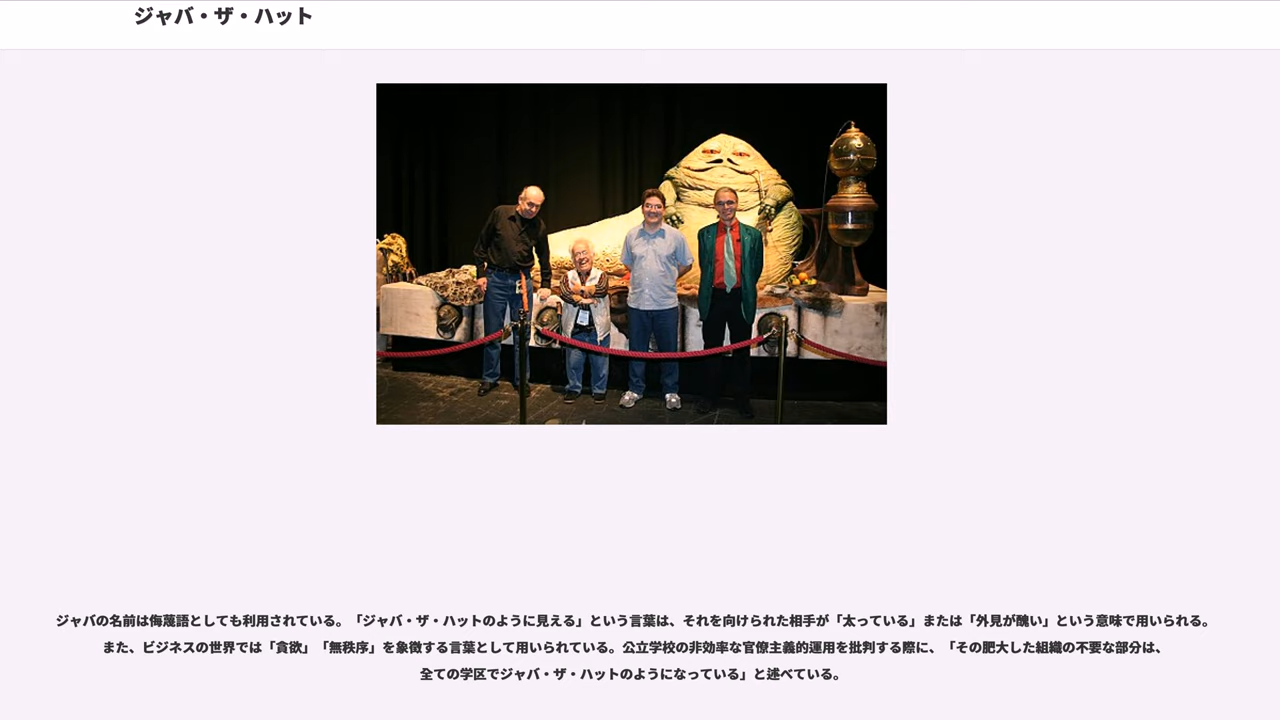 ジャバ・ザ・ハット
ジャバの名前は侮蔑語としても利用されている。「ジャバ・ザ・ハットのように見える」という言葉は、それを向けられた相手が「太っている」または「外見が醜い」という意味で用いられる。
また、ビジネスの世界では「貪欲」「無秩序」を象徴する言葉として用いられている。公立学校の非効率な官僚主義的運用を批判する際に、「その肥大した組織の不要な部分は、
全ての学区でジャバ・ザ・ハットのようになっている」と述べている。